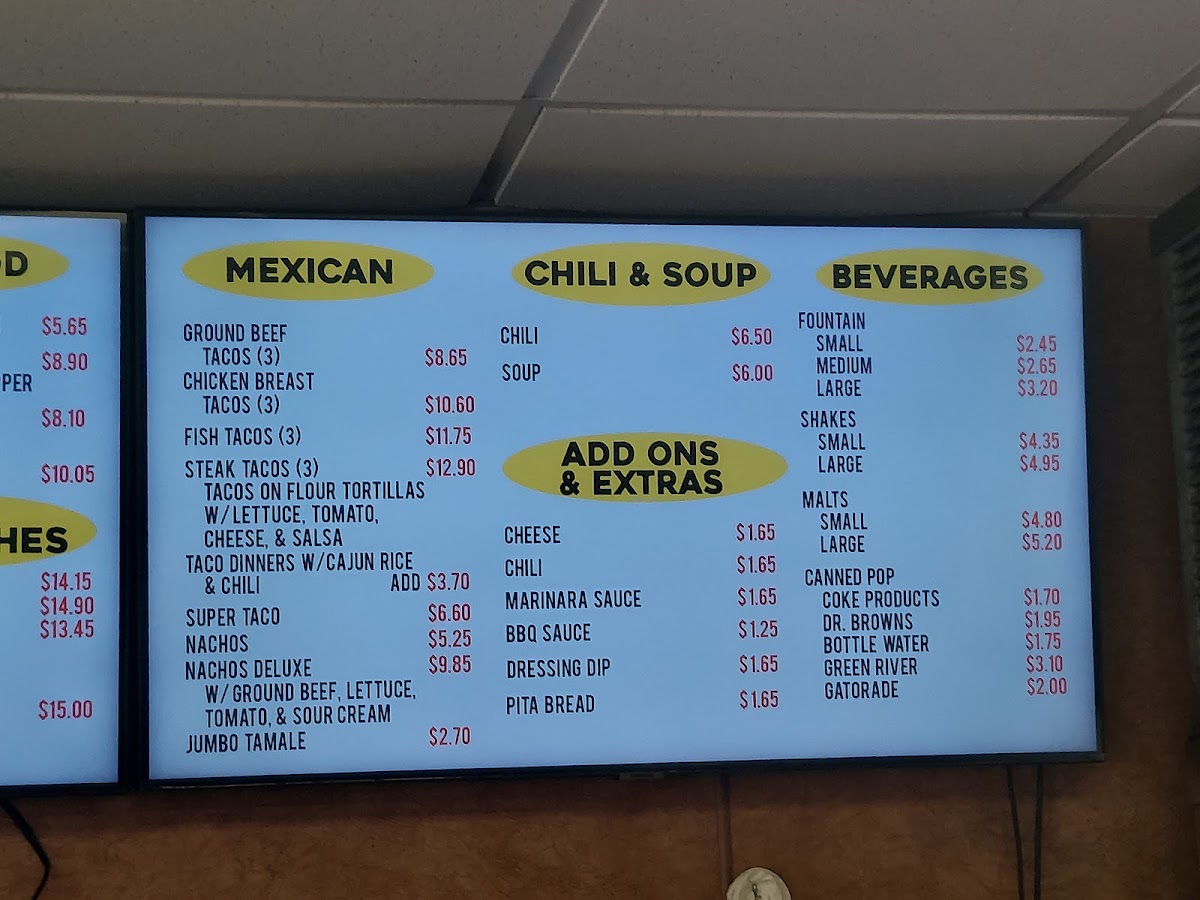 $5.65
$8.90
$8.10
$10.05
$14.15
$14.90
$13.45
$15.00
MEXICAN
GROUND BEEF
TACOS (3) $8.65
CHICKEN BREAST
TACOS (3) $10.60
FISH TACOS (3) $11.75
STEAK TACOS (3) $12.90
TACOS ON FLOUR TORTILLAS
W/LETTUCE, TOMATO,
CHEESE, & SALSA
TACO DINNERS W/CAJUN RICE
& CHILI ADD $3.70
SUPER TACO $6.60
NACHOS $5.25
NACHOS DELUXE $9.85
W/GROUND BEEF, LETTUCE,
TOMATO, & SOUR CREAM
JUMBO TAMALE $2.70
CHILI & SOUP
CHILI $6.50
SOUP $6.00
ADD ONS
& EXTRAS
CHEESE $1.65
CHILI $1.65
MARINARA SAUCE $1.65
BBQ SAUCE $1.25
DRESSING DIP $1.65
PITA BREAD $1.65
BEVERAGES
FOUNTAIN
SMALL $2.45
MEDIUM $2.65
LARGE $3.20
SHAKES
SMALL $4.35
LARGE $4.95
MALTS
SMALL $4.80
LARGE $5.20
CANNED POP
COKE PRODUCTS $1.70
DR. BROWNS $1.95
BOTTLE WATER $1.75
GREEN RIVER $3.10
GATORADE $2.00